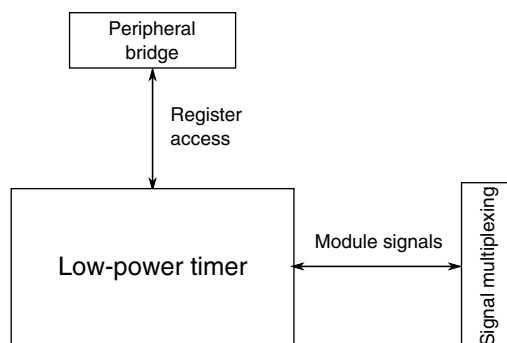 Peripheral
bridge
Register
access
Low-power timer
Module signals
Signal multiplexing